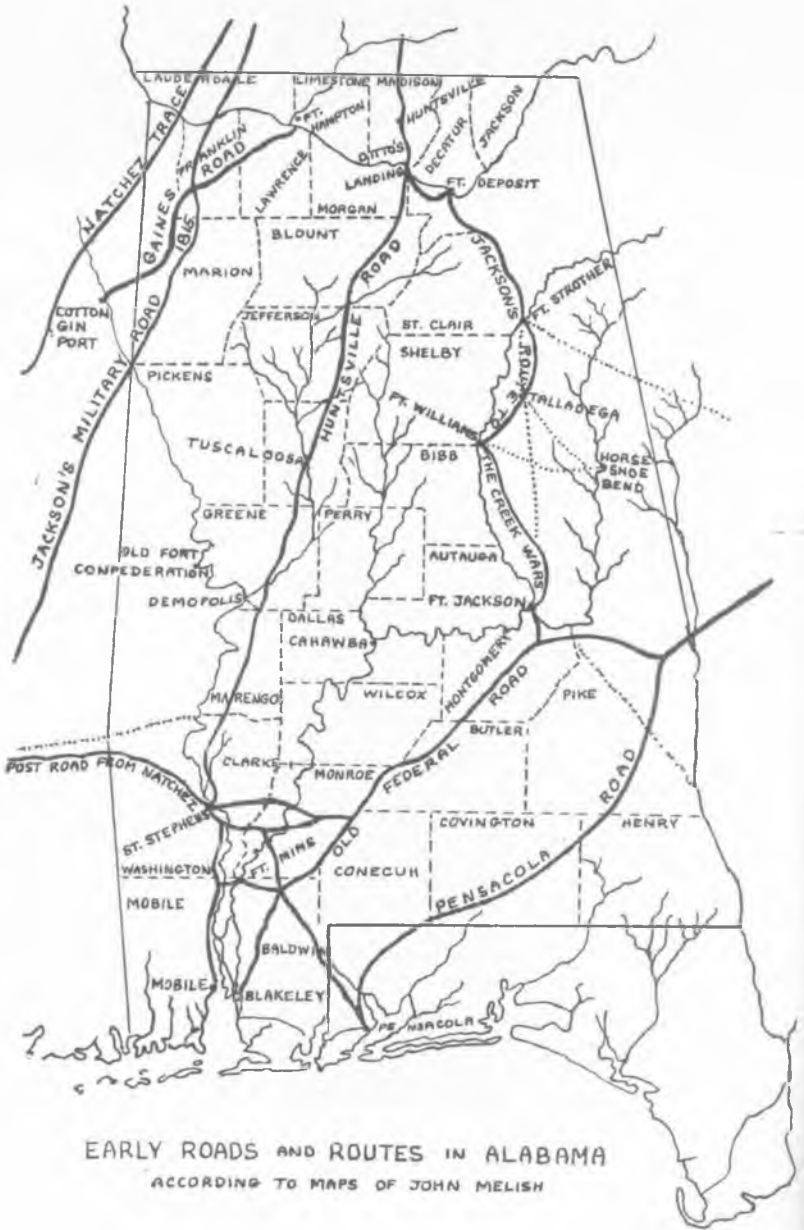 LAUDERDALE
LIMESTONE MADISON
NATCHEZ TRACE
FT. HAMPTON
HUNTSVILLE
DECATUR
JACKSON
FRANKLIN
GAINES ROAD
LAWRENCE
DITTO'S LANDING
FT. DEPOSIT
1815
MORGAN
BLOUNT
MARION
COTTON
GIN
PORT
JEFFERSON
ST. CLAIR
SHELBY
FT. STROTHER
JACKSON'S ROUTE TO THE CREEK WARS
JACKSON'S MILITARY ROAD
PICKENS
HUNTSVILLE ROAD
FT. WILLIAMS
TALLADEGA
TUSCALOOSA
BIBB
HORSE
SHOE
BEND
GREENE
PERRY
OLD FORT
CONFEDERATION
AUTAUGA
DEMOPOLIS
FT. JACKSON
DALLAS
CAHAWBA
MONTGOMERY
MARENGO
WILCOX
PIKE
BUTLER
POST ROAD FROM NATCHEZ
CLARKE
MONROE
OLD FEDERAL ROAD
ST. STEPHENS
FT. MIMS
COVINGTON
HENRY
WASHINGTON
CONECUH
PENSACOLA ROAD
MOBILE
BALDWIN
MOBILE
BLAKELEY
PENSACOLA
EARLY ROADS AND ROUTES IN ALABAMA
ACCORDING TO MAPS OF JOHN MELISH